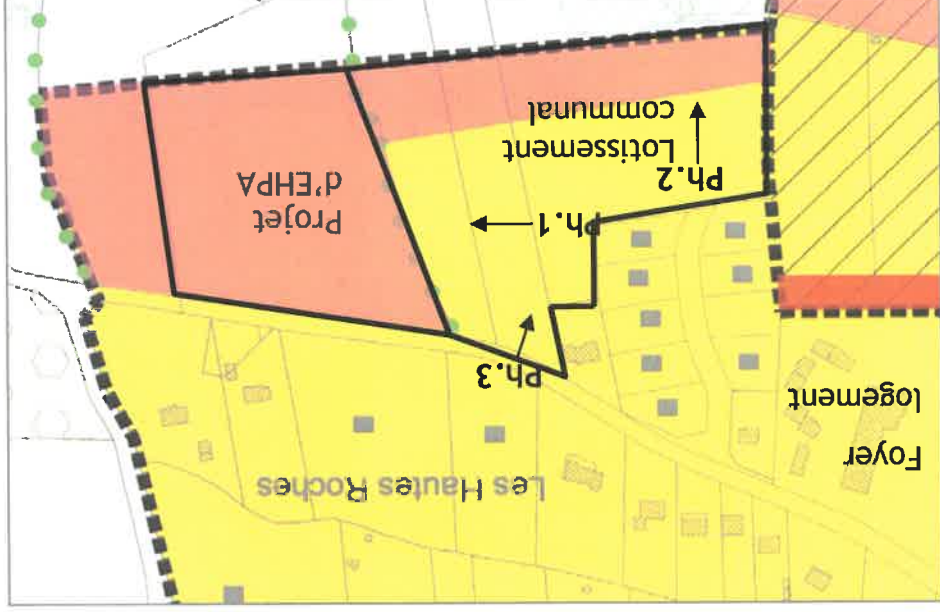 Foyer
logement
Les Hautes Roches
Ph.3
Ph.1
Ph.2
Lotissement
communal
Projet
d'EHPA